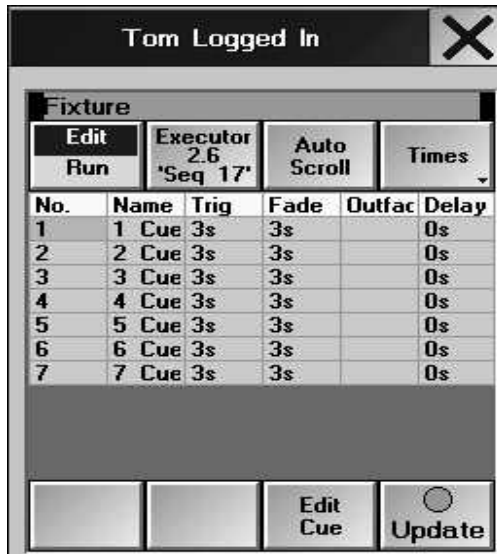 Tom Logged In
Fixture
Edit
Run
Executor
2.6
'Seq 17'
Auto
Scroll
Times
No. Name Trig Fade Outfac Delay
1 1 Cue 3s 3s 0s
2 2 Cue 3s 3s 0s
3 3 Cue 3s 3s 0s
4 4 Cue 3s 3s 0s
5 5 Cue 3s 3s 0s
6 6 Cue 3s 3s 0s
7 7 Cue 3s 3s 0s
Edit
Cue
Update